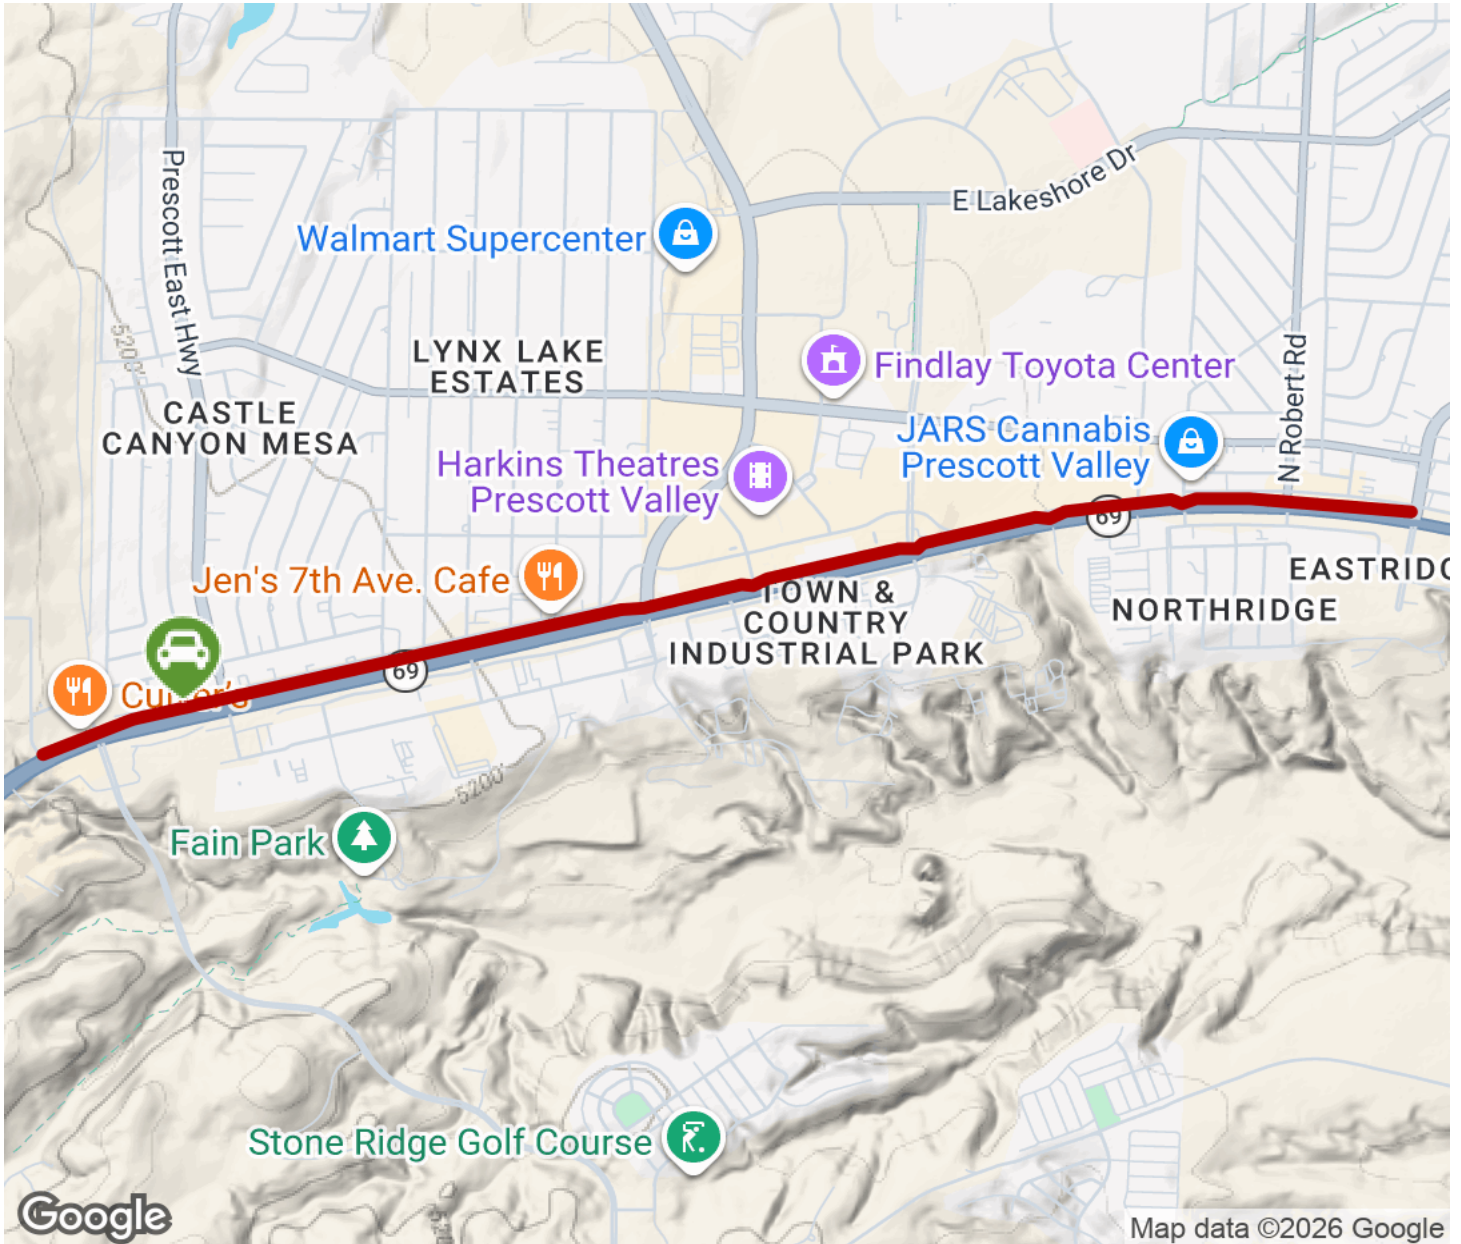 E Lakeshore Dr
Prescott East Hwy
Walmart Supercenter
5200'
LYNX LAKE
ESTATES
Findlay Toyota Center
N Robert Rd
CASTLE
CANYON MESA
JARS Cannabis
Prescott Valley
Harkins Theatres
Prescott Valley
69
Jen's 7th Ave. Cafe
EASTRIDG
TOWN &
COUNTRY
INDUSTRIAL PARK
NORTHRIDGE
69
5200'
Fain Park
Stone Ridge Golf Course
Google
Map data ©2026 Google